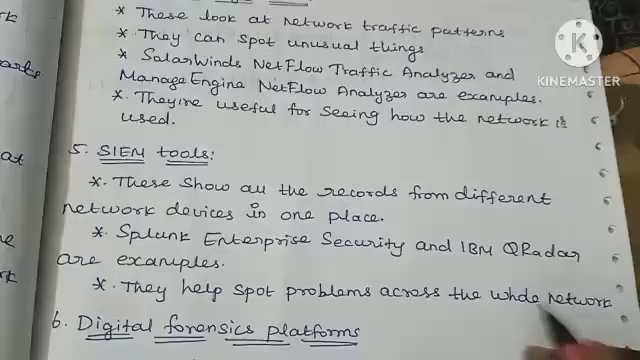 * These look at network traffic patterns
* They can spot unusual things
* SolarWinds NetFlow Traffic Analyzer and
ManageEngine NetFlow Analyzer are examples.
*. They're useful for seeing how the network is
used.
5. SIEM tools:
*. These show all the records from different
network devices in one place.
*. Splunk Enterprise Security and IBM QRadar
are examples.
*. They help spot problems across the whole network
6. Digital forensics platforms
KINEMASTER